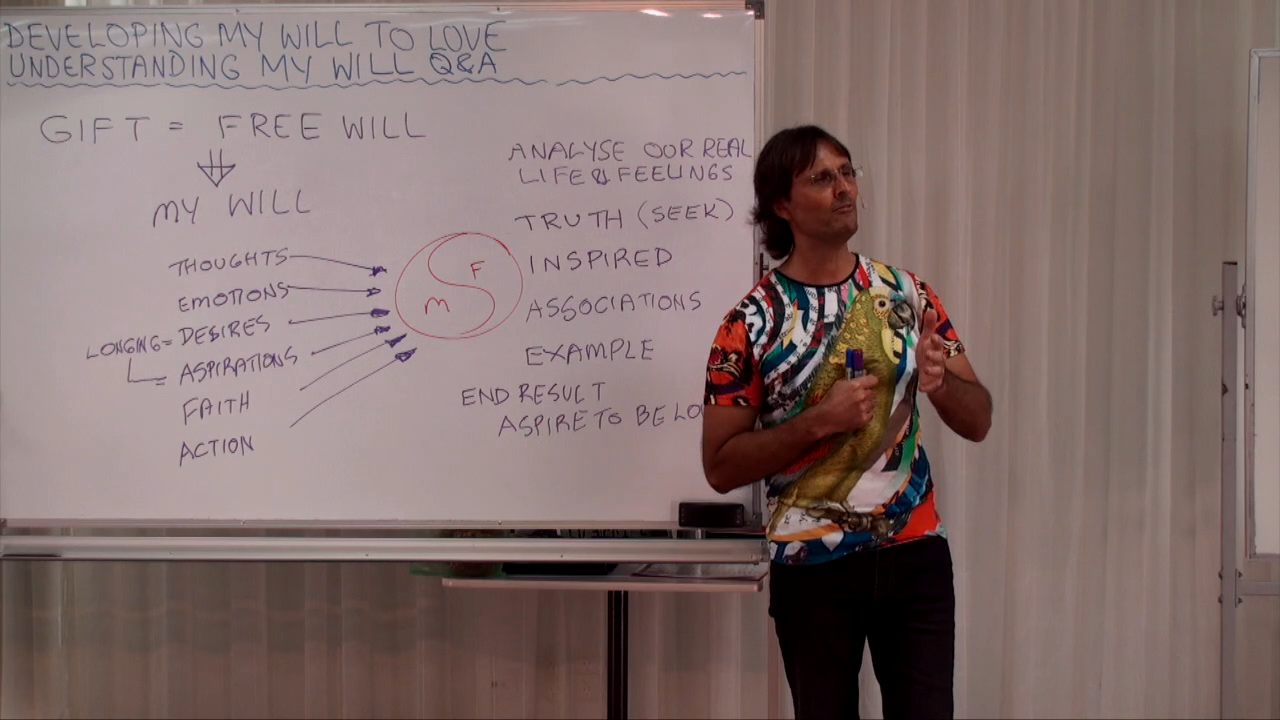 DEVELOPING MY WILL TO LOVE
UNDERSTANDING MY WILL Q&A
GIFT = FREE WILL
MY WILL
THOUGHTS
EMOTIONS
LONGING = DESIRES
= ASPIRATIONS
FAITH
ACTION
F
M
ANALYSE OUR REAL
LIFE & FEELINGS
TRUTH (SEEK)
INSPIRED
ASSOCIATIONS
EXAMPLE
END RESULT
ASPIRE TO BE LO